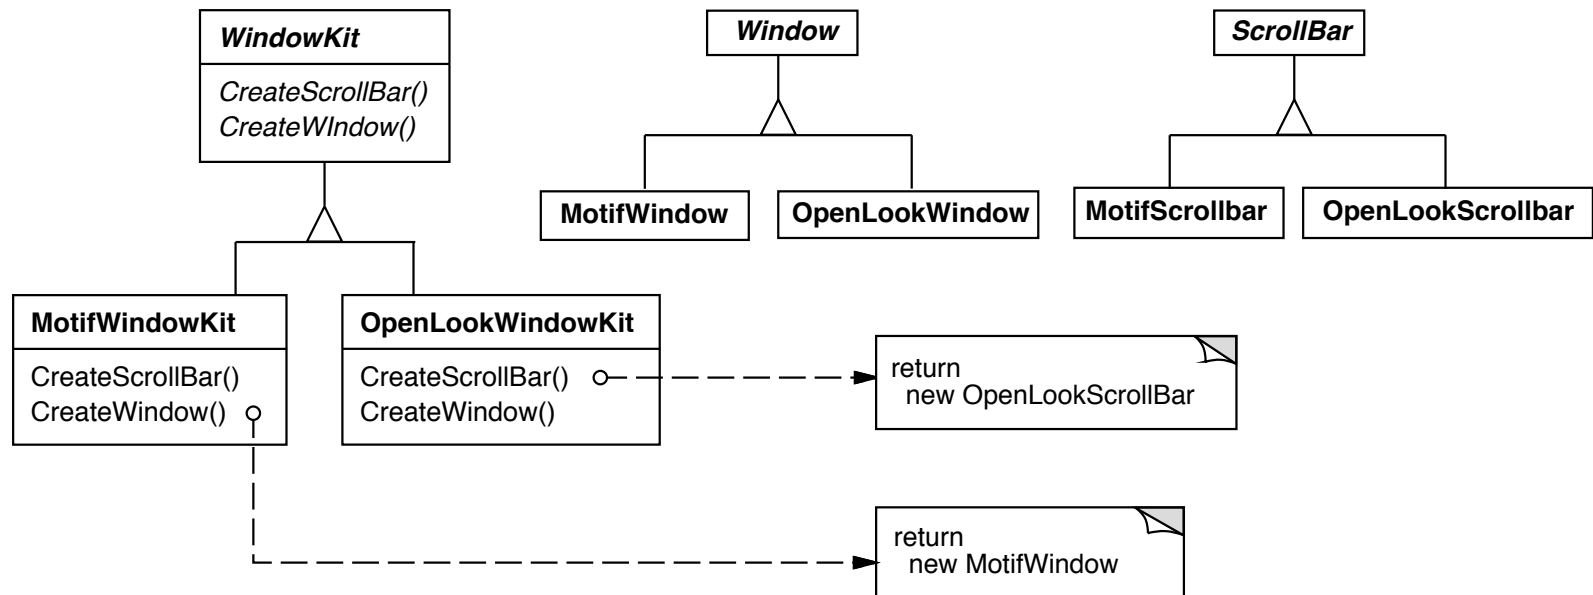 WindowKit
CreateScrollBar()
CreateWIndow()
Window
MotifWindow
OpenLookWindow
ScrollBar
MotifScrollbar
OpenLookScrollbar
MotifWindowKit
CreateScrollBar()
CreateWindow()
OpenLookWindowKit
CreateScrollBar()
CreateWindow()
return
new OpenLookScrollBar
return
new MotifWindow